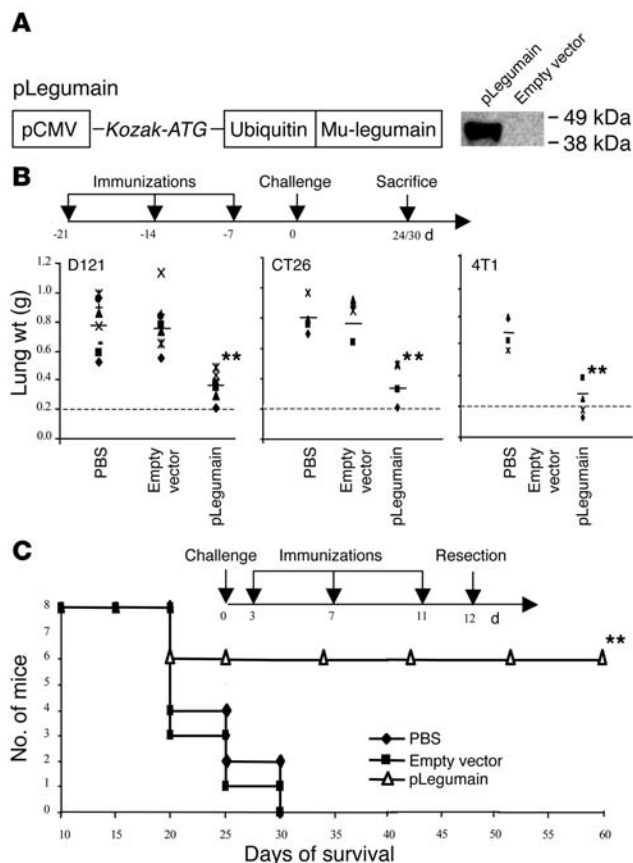 A
pLegumain
pCMV –Kozak-ATG– Ubiquitin Mu-legumain
pLegumain
Empty vector
– 49 kDa
– 38 kDa
B
Immunizations Challenge Sacrifice
-21 -14 -7 0 24/30 d
D121 CT26 4T1
Lung wt (g)
1.2
1.0
0.8
0.6
0.4
0.2
0.0
** ** **
PBS
Empty vector
pLegumain
PBS
Empty vector
pLegumain
PBS
Empty vector
pLegumain
C
Challenge Immunizations Resection
0 3 7 11 12 d
No. of mice
8
7
6
5
4
3
2
1
0
**
PBS
Empty vector
pLegumain
10 15 20 25 30 35 40 45 50 55 60
Days of survival